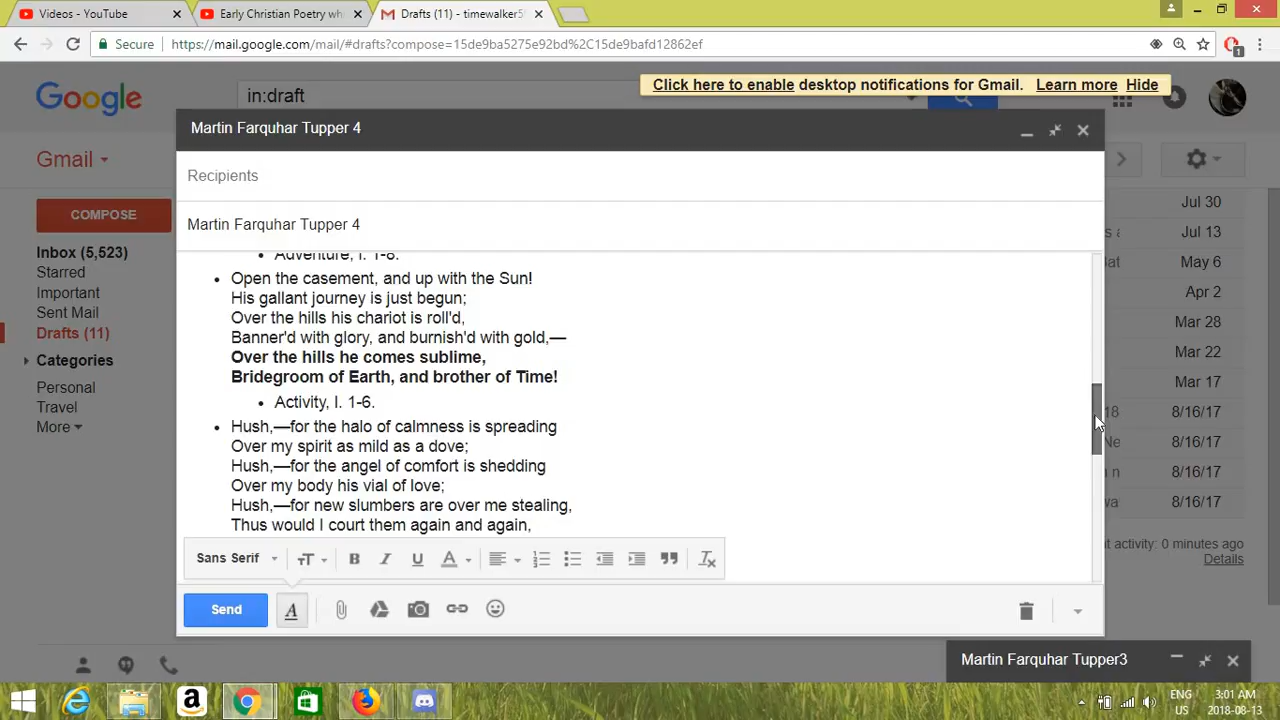 Videos - YouTube
Early Christian Poetry wh
Drafts (11) - timewalker5
Secure
https://mail.google.com/mail/#drafts?compose=15de9ba5275e92bd%2C15de9bafd12862ef
1
Click here to enable desktop notifications for Gmail. Learn more Hide
Google
in:draft
Martin Farquhar Tupper 4
Gmail
Recipients
COMPOSE
Martin Farquhar Tupper 4
Inbox (5,523)
Starred
Important
Sent Mail
Drafts (11)
Categories
Personal
Travel
More
Adventure, l. 1-8.
Open the casement, and up with the Sun!
His gallant journey is just begun;
Over the hills his chariot is roll'd,
Banner'd with glory, and burnish'd with gold,—
Over the hills he comes sublime,
Bridegroom of Earth, and brother of Time!
Activity, l. 1-6.
Hush,—for the halo of calmness is spreading
Over my spirit as mild as a dove;
Hush,—for the angel of comfort is shedding
Over my body his vial of love;
Hush,—for new slumbers are over me stealing,
Thus would I court them again and again,
Jul 30
Jul 13
May 6
Apr 2
Mar 28
Mar 22
Mar 17
8/16/17
8/16/17
8/16/17
8/16/17
t activity: 0 minutes ago
Details
Sans Serif
B I U A
Send
Martin Farquhar Tupper3
ENG
US
3:01 AM
2018-08-13